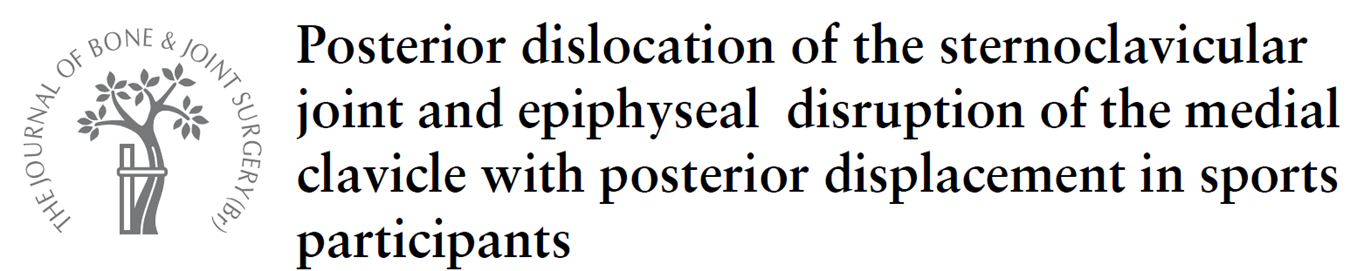 THE JOURNAL OF BONE & JOINT SURGERY (Br)
Posterior dislocation of the sternoclavicular
joint and epiphyseal disruption of the medial
clavicle with posterior displacement in sports
participants